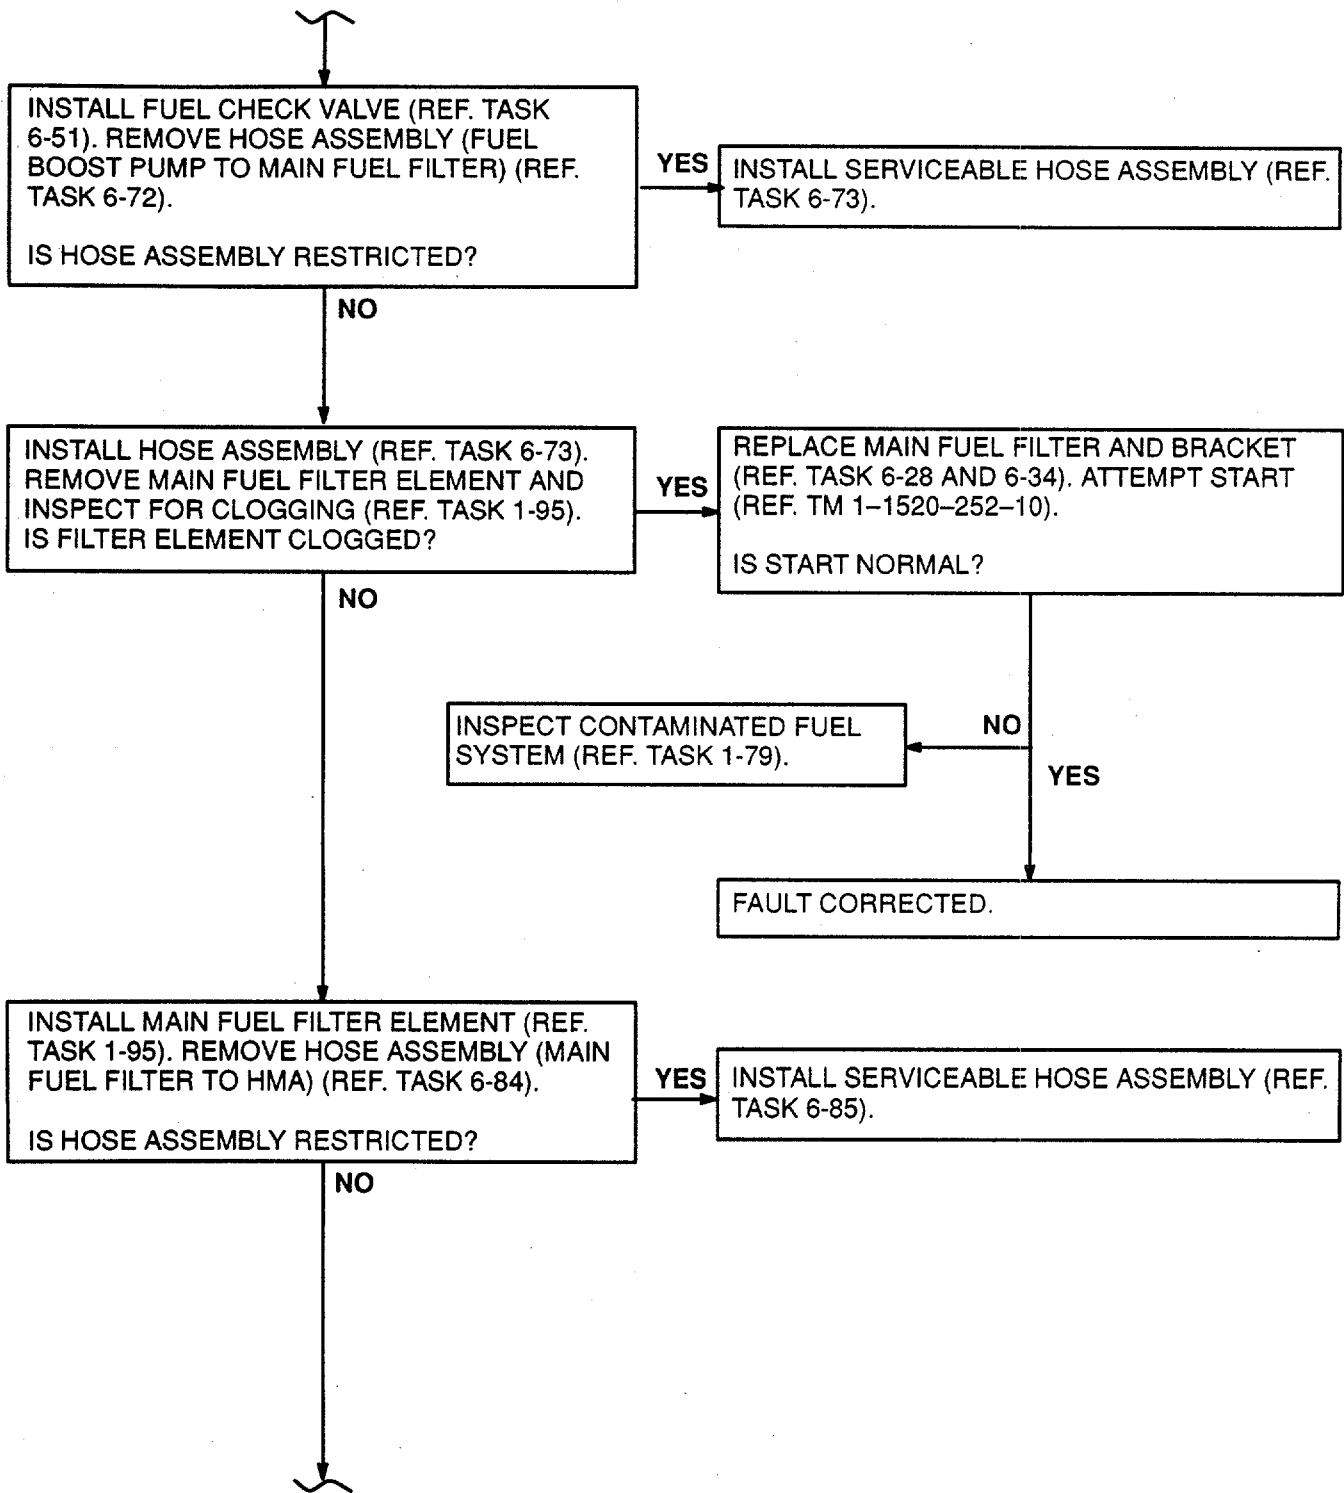 INSTALL FUEL CHECK VALVE (REF. TASK
6-51). REMOVE HOSE ASSEMBLY (FUEL
BOOST PUMP TO MAIN FUEL FILTER) (REF.
TASK 6-72).
IS HOSE ASSEMBLY RESTRICTED?
YES
INSTALL SERVICEABLE HOSE ASSEMBLY (REF.
TASK 6-73).
NO
INSTALL HOSE ASSEMBLY (REF. TASK 6-73).
REMOVE MAIN FUEL FILTER ELEMENT AND
INSPECT FOR CLOGGING (REF. TASK 1-95).
IS FILTER ELEMENT CLOGGED?
YES
REPLACE MAIN FUEL FILTER AND BRACKET
(REF. TASK 6-28 AND 6-34). ATTEMPT START
(REF. TM 1–1520–252–10).
IS START NORMAL?
NO
INSPECT CONTAMINATED FUEL
SYSTEM (REF. TASK 1-79).
NO
YES
FAULT CORRECTED.
INSTALL MAIN FUEL FILTER ELEMENT (REF.
TASK 1-95). REMOVE HOSE ASSEMBLY (MAIN
FUEL FILTER TO HMA) (REF. TASK 6-84).
IS HOSE ASSEMBLY RESTRICTED?
YES
INSTALL SERVICEABLE HOSE ASSEMBLY (REF.
TASK 6-85).
NO